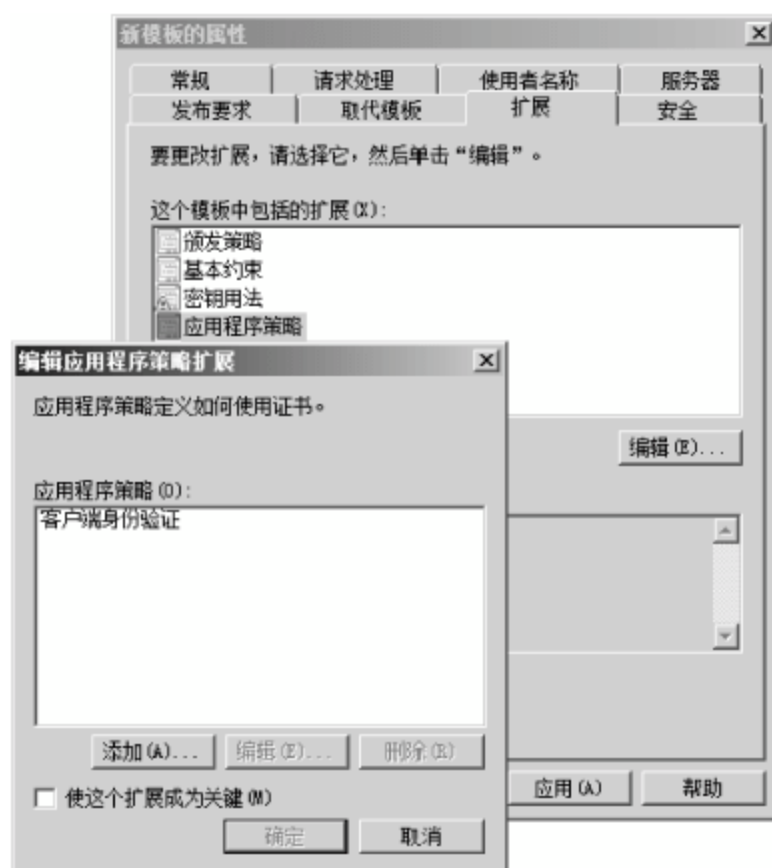 新模板的属性
常规
请求处理
使用者名称
服务器
发布要求
取代模板
扩展
安全
要更改扩展，请选择它，然后单击“编辑”。
这个模板中包括的扩展(X):
颁发策略
基本约束
密钥用法
应用程序策略
编辑(E)...
编辑应用程序策略扩展
应用程序策略定义如何使用证书。
应用程序策略(O):
客户端身份验证
添加(A)...
编辑(E)...
删除(R)
使这个扩展成为关键(M)
确定
取消
应用(A)
帮助